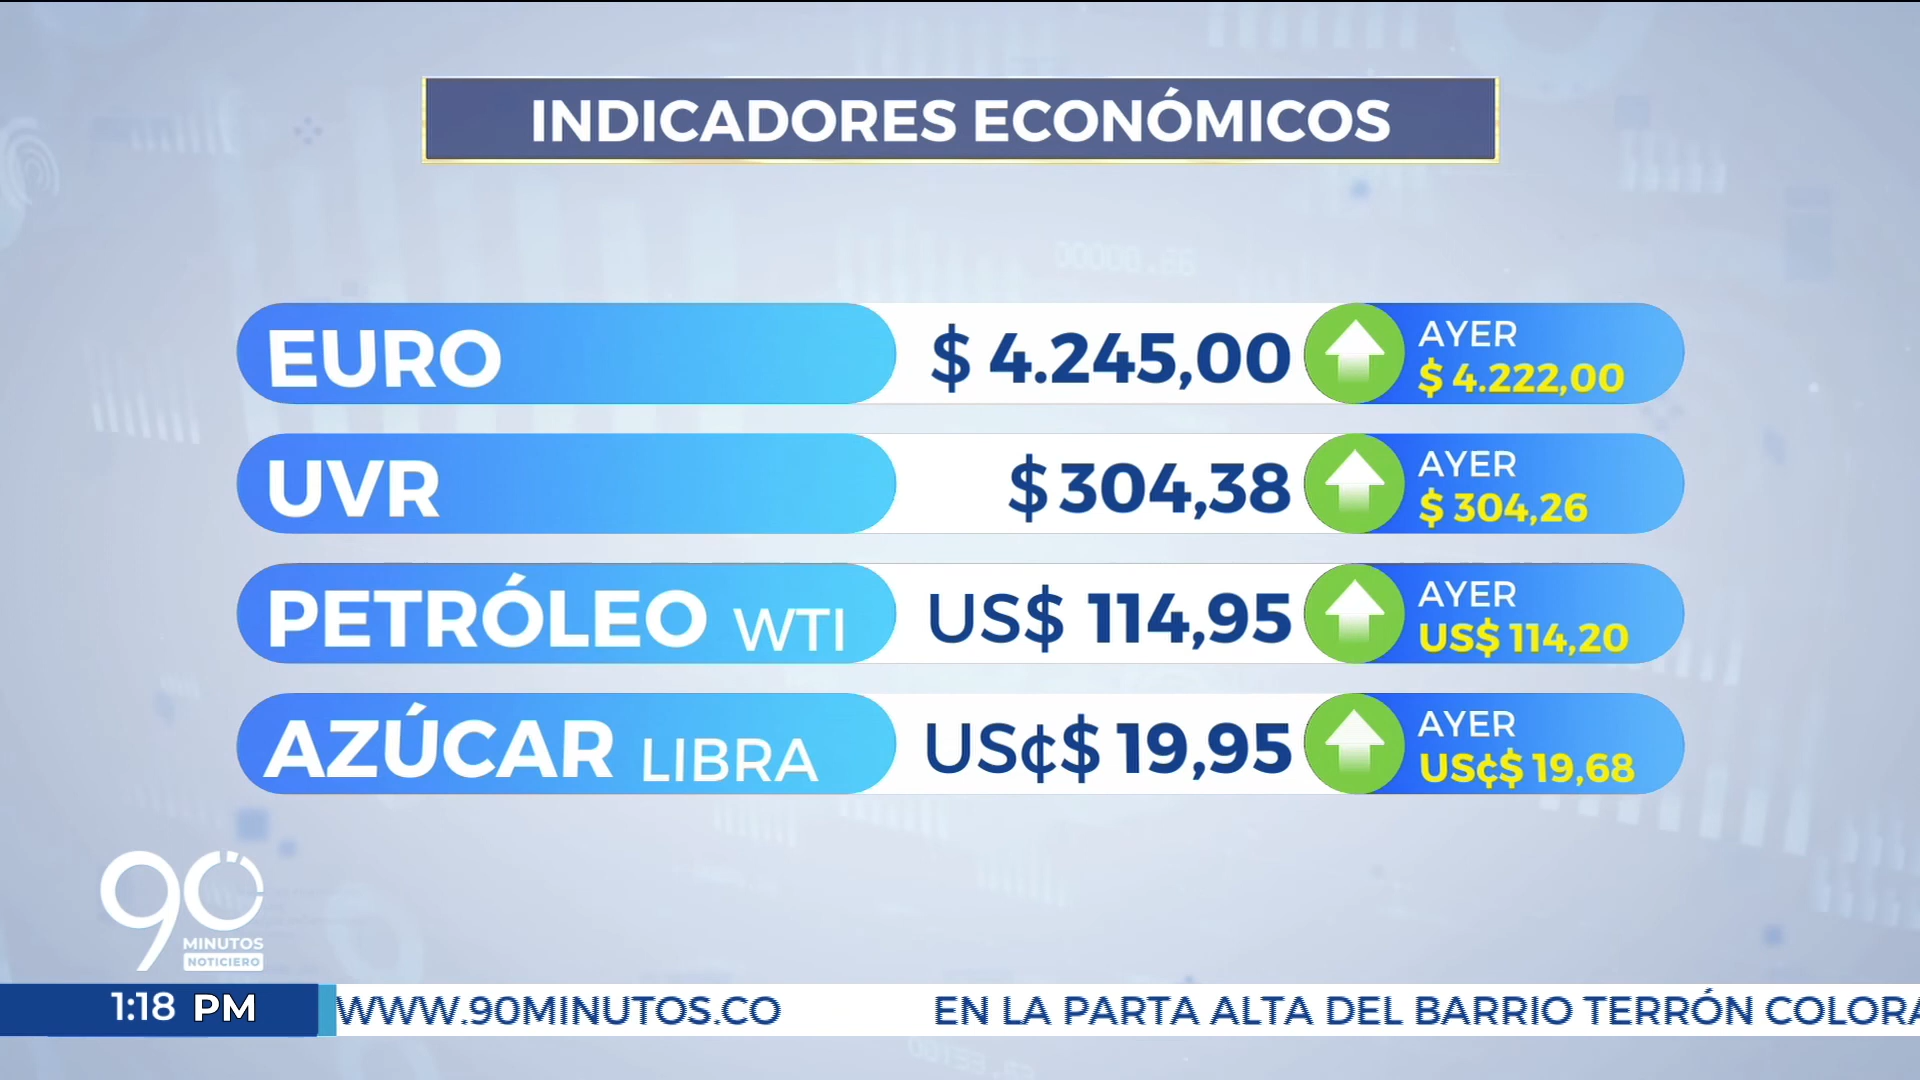 INDICADORES ECONÓMICOS
EURO $ 4.245,00 AYER $ 4.222,00
UVR $ 304,38 AYER $ 304,26
PETRÓLEO WTI US$ 114,95 AYER US$ 114,20
AZÚCAR LIBRA US¢$ 19,95 AYER US¢$ 19,68
90 MINUTOS
NOTICIERO
1:18 PM WWW.90MINUTOS.CO EN LA PARTA ALTA DEL BARRIO TERRÓN COLORA